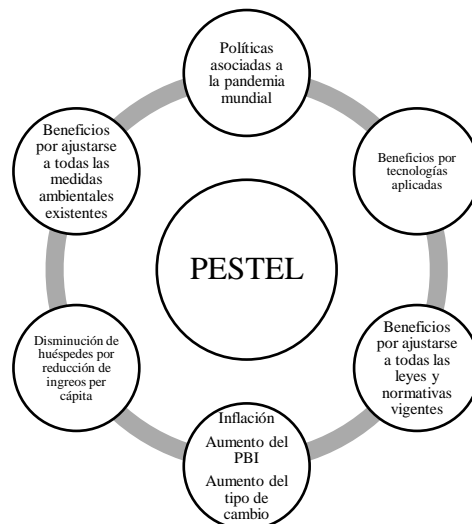 Políticas
asociadas a
la pandemia
mundial
Beneficios por
tecnologías
aplicadas
Beneficios
por ajustarse
a todas las
leyes y
normativas
vigentes
Inflación
Aumento del
PBI
Aumento del
tipo de
cambio
Disminución de
huéspedes por
reducción de
ingreos per
cápita
Beneficios
por ajustarse
a todas las
medidas
ambientales
existentes
PESTEL